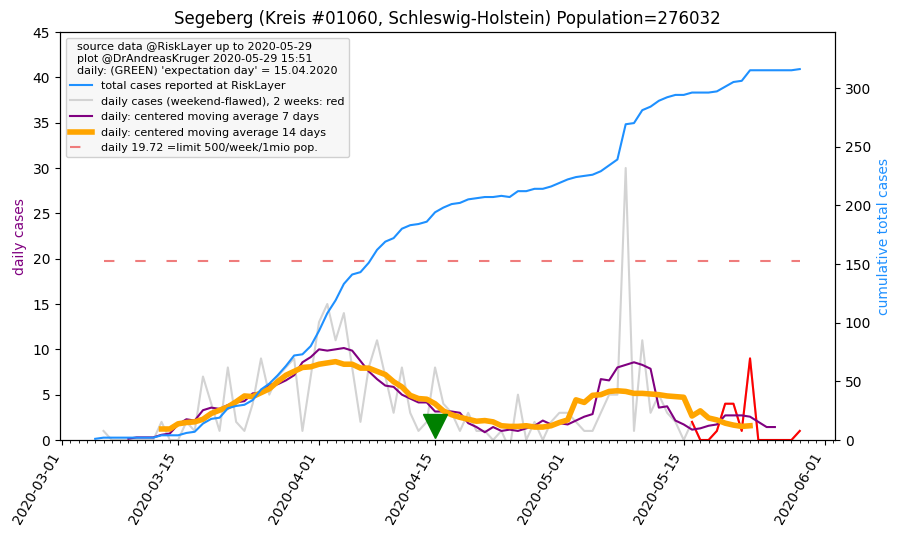 Segeberg (Kreis #01060, Schleswig-Holstein) Population=276032
source data @RiskLayer up to 2020-05-29
plot @DrAndreasKruger 2020-05-29 15:51
daily: (GREEN) 'expectation day' = 15.04.2020
total cases reported at RiskLayer
daily cases (weekend-flawed), 2 weeks: red
daily: centered moving average 7 days
daily: centered moving average 14 days
daily 19.72 =limit 500/week/1mio pop.
daily cases
45
40
35
30
25
20
15
10
5
0
cumulative total cases
300
250
200
150
100
50
0
2020-03-01
2020-03-15
2020-04-01
2020-04-15
2020-05-01
2020-05-15
2020-06-01